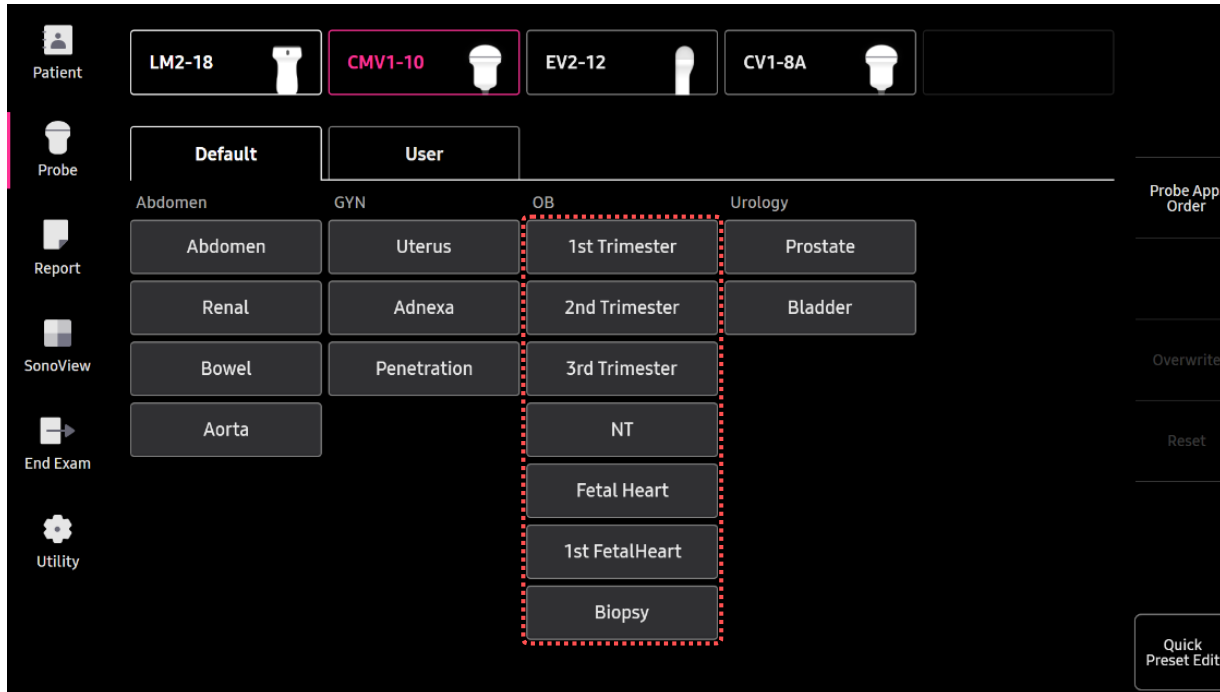 Patient
Probe
Report
SonoView
End Exam
Utility
LM2-18
CMV1-10
EV2-12
CV1-8A
Default
User
Abdomen
Abdomen
Renal
Bowel
Aorta
GYN
Uterus
Adnexa
Penetration
OB
1st Trimester
2nd Trimester
3rd Trimester
NT
Fetal Heart
1st FetalHeart
Biopsy
Urology
Prostate
Bladder
Probe App
Order
Overwrite
Reset
Quick
Preset Edit